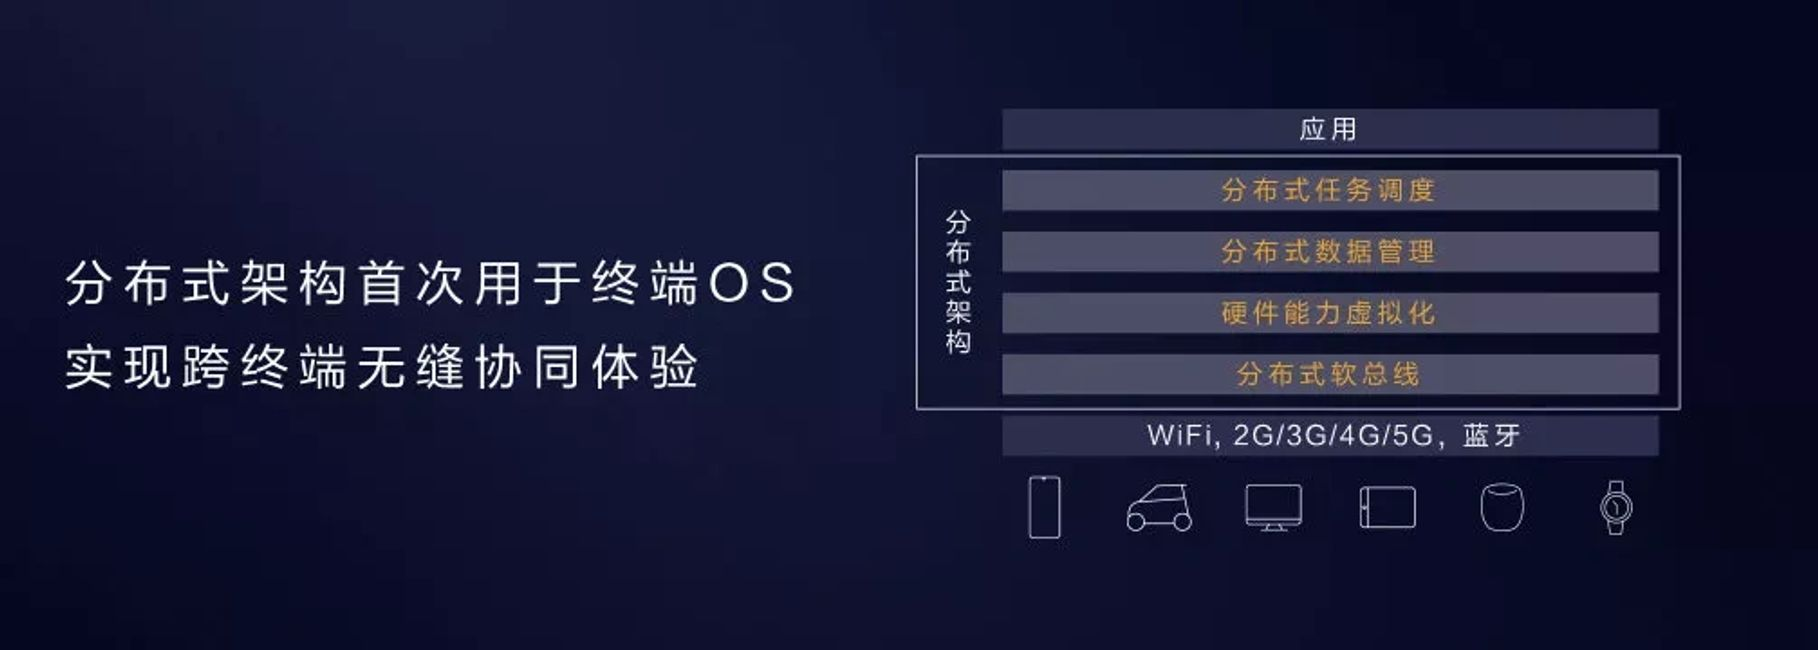 分布式架构首次用于终端OS
实现跨终端无缝协同体验
应用
分布式架构
分布式任务调度
分布式数据管理
硬件能力虚拟化
分布式软总线
WiFi, 2G/3G/4G/5G, 蓝牙